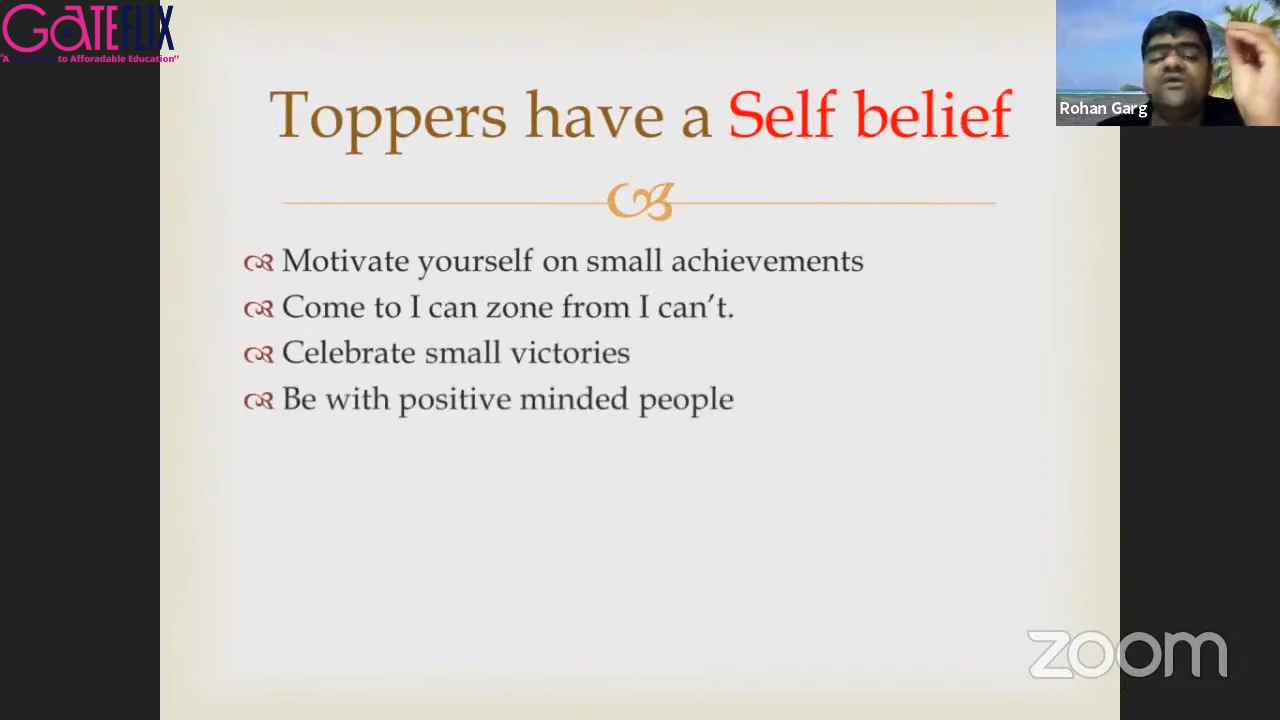 GATEFLIX
"A to Afforadable Education"
Rohan Garg
Toppers have a Self belief
Motivate yourself on small achievements
Come to I can zone from I can't.
Celebrate small victories
Be with positive minded people
zoom